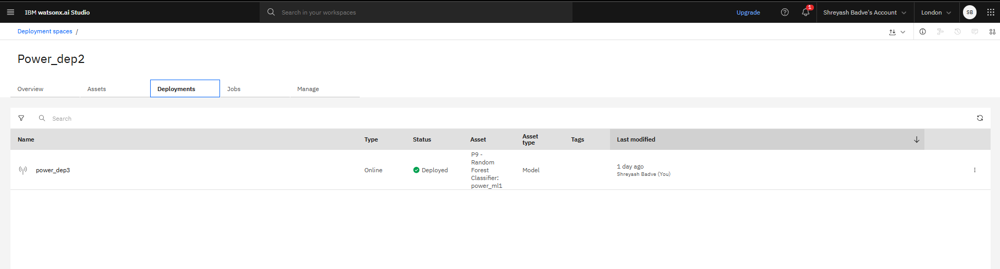 IBM watsonx.ai Studio
Search in your workspaces
Upgrade
1
Shreyash Badve's Account
London
SB
Deployment spaces /
Power_dep2
Overview
Assets
Deployments
Jobs
Manage
Search
Name
Type
Status
Asset
Asset
type
Tags
Last modified
power_dep3
Online
Deployed
P9 -
Random
Forest
Classifier:
power_ml1
Model
1 day ago
Shreyash Badve (You)